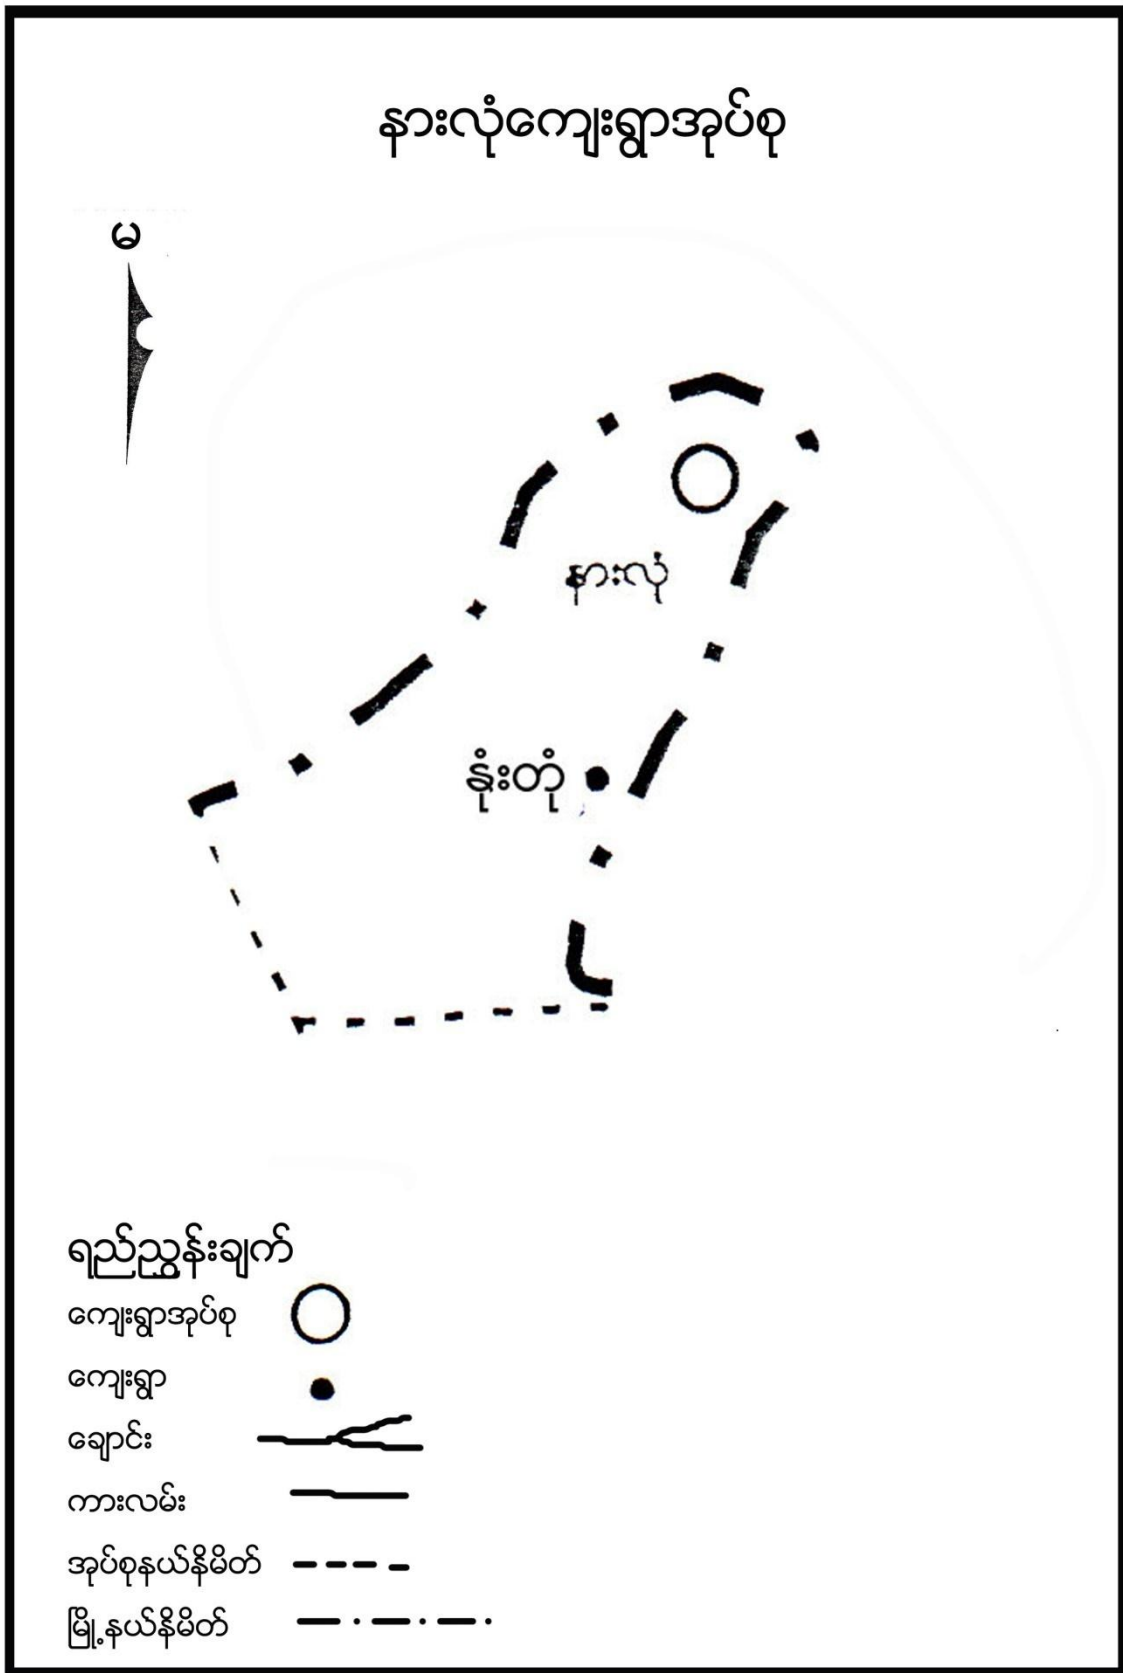 နားလုံကျေးရွာအုပ်စု
မ
နားလုံ
နုံးတုံ
ရည်ညွှန်းချက်
ကျေးရွာအုပ်စု
ကျေးရွာ
ချောင်း
ကားလမ်း
အုပ်စုနယ်နိမိတ်
မြို့နယ်နိမိတ်